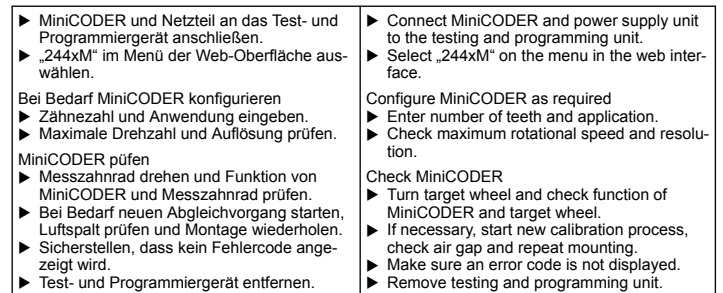 ► MiniCODER und Netzteil an das Test- und
Programmiergerät anschließen.
► „244xM“ im Menü der Web-Oberfläche aus-
wählen.
Bei Bedarf MiniCODER konfigurieren
► Zähnezahl und Anwendung eingeben.
► Maximale Drehzahl und Auflösung prüfen.
MiniCODER püfen
► Messzahnrad drehen und Funktion von
MiniCODER und Messzahnrad prüfen.
► Bei Bedarf neuen Abgleichvorgang starten,
Luftspalt prüfen und Montage wiederholen.
► Sicherstellen, dass kein Fehlercode ange-
zeigt wird.
► Test- und Programmiergerät entfernen.
► Connect MiniCODER and power supply unit
to the testing and programming unit.
► Select „244xM“ on the menu in the web inter-
face.
Configure MiniCODER as required
► Enter number of teeth and application.
► Check maximum rotational speed and resolu-
tion.
Check MiniCODER
► Turn target wheel and check function of
MiniCODER and target wheel.
► If necessary, start new calibration process,
check air gap and repeat mounting.
► Make sure an error code is not displayed.
► Remove testing and programming unit.